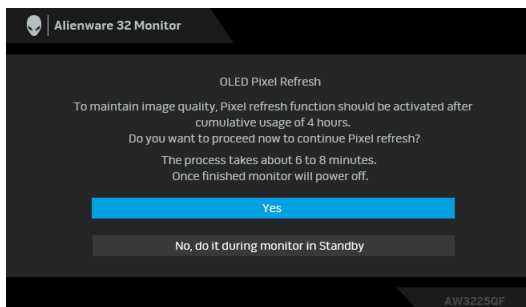 Alienware 32 Monitor
OLED Pixel Refresh
To maintain image quality, Pixel refresh function should be activated after
cumulative usage of 4 hours.
Do you want to proceed now to continue Pixel refresh?
The process takes about 6 to 8 minutes.
Once finished monitor will power off.
Yes
No, do it during monitor in Standby
AW3225QF